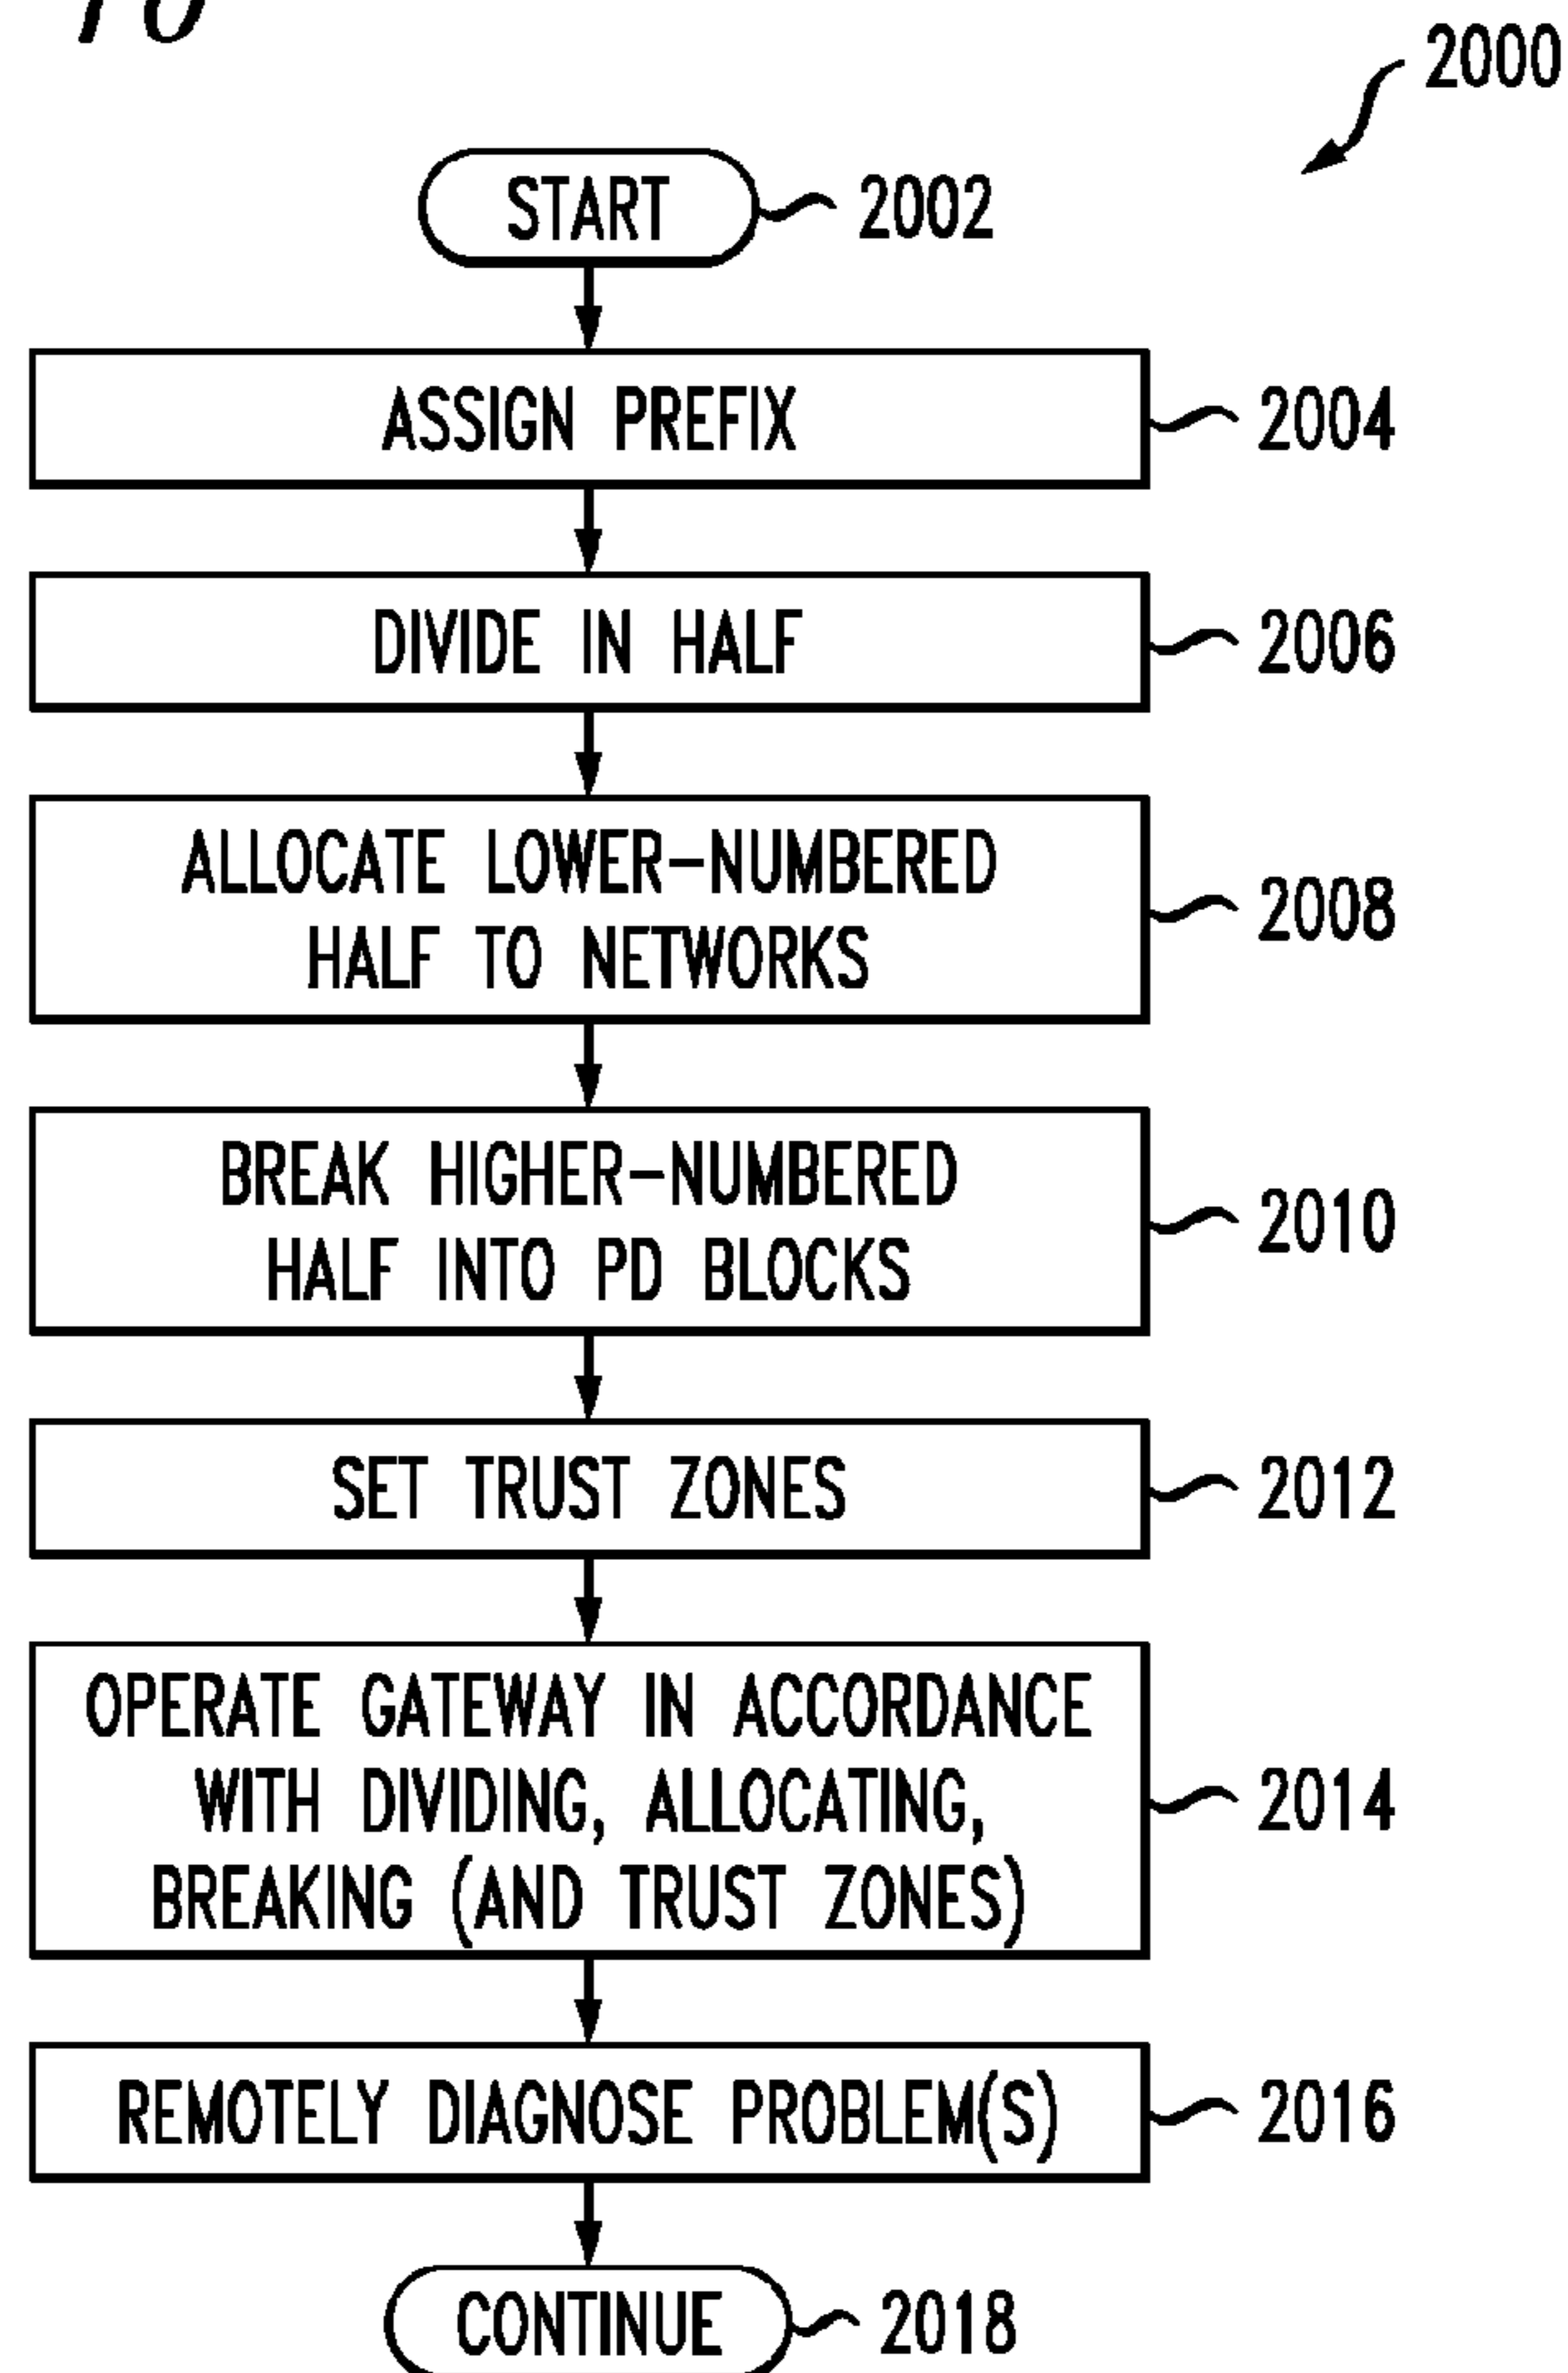 2000
START 2002
ASSIGN PREFIX 2004
DIVIDE IN HALF 2006
ALLOCATE LOWER-NUMBERED
HALF TO NETWORKS
2008
BREAK HIGHER-NUMBERED
HALF INTO PD BLOCKS
2010
SET TRUST ZONES 2012
OPERATE GATEWAY IN ACCORDANCE
WITH DIVIDING, ALLOCATING,
BREAKING (AND TRUST ZONES)
2014
REMOTELY DIAGNOSE PROBLEM(S) 2016
CONTINUE 2018